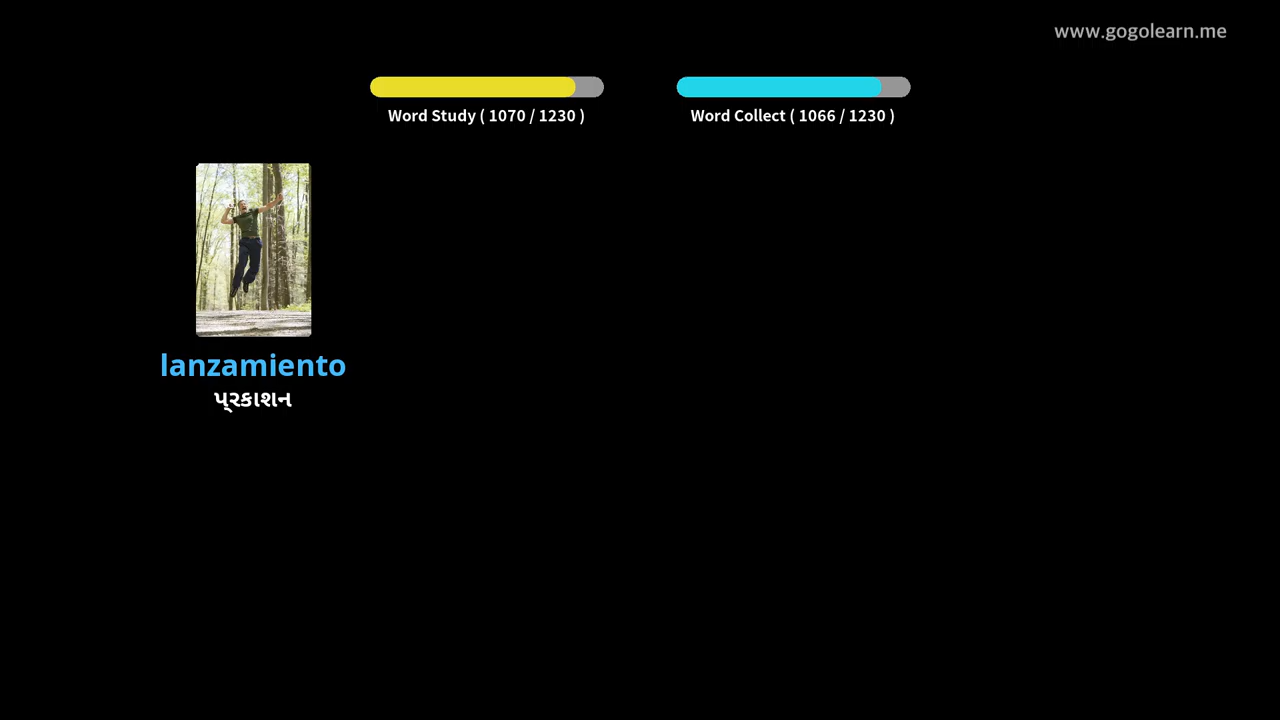 www.gogolearn.me
Word Study ( 1070 / 1230 )
Word Collect ( 1066 / 1230 )
lanzamiento
પ્રકાશન